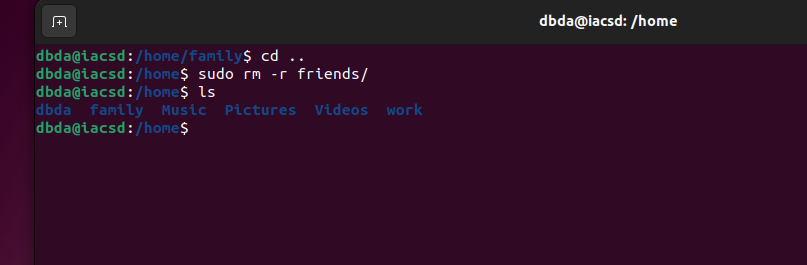 dbda@iacsd: /home
dbda@iacsd:/home/family$ cd ..
dbda@iacsd:/home$ sudo rm -r friends/
dbda@iacsd:/home$ ls
dbda  family  Music  Pictures  Videos  work
dbda@iacsd:/home$